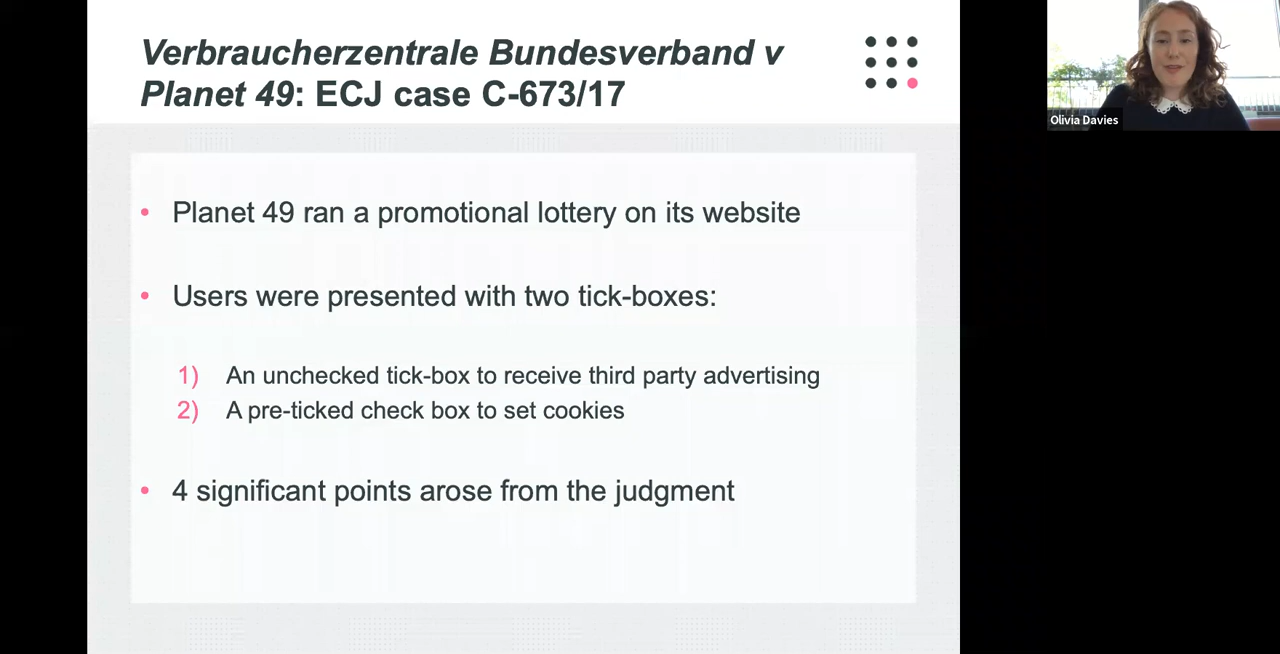 Verbraucherzentrale Bundesverband v
Planet 49: ECJ case C-673/17
• Planet 49 ran a promotional lottery on its website
• Users were presented with two tick-boxes:
1) An unchecked tick-box to receive third party advertising
2) A pre-ticked check box to set cookies
• 4 significant points arose from the judgment
Olivia Davies